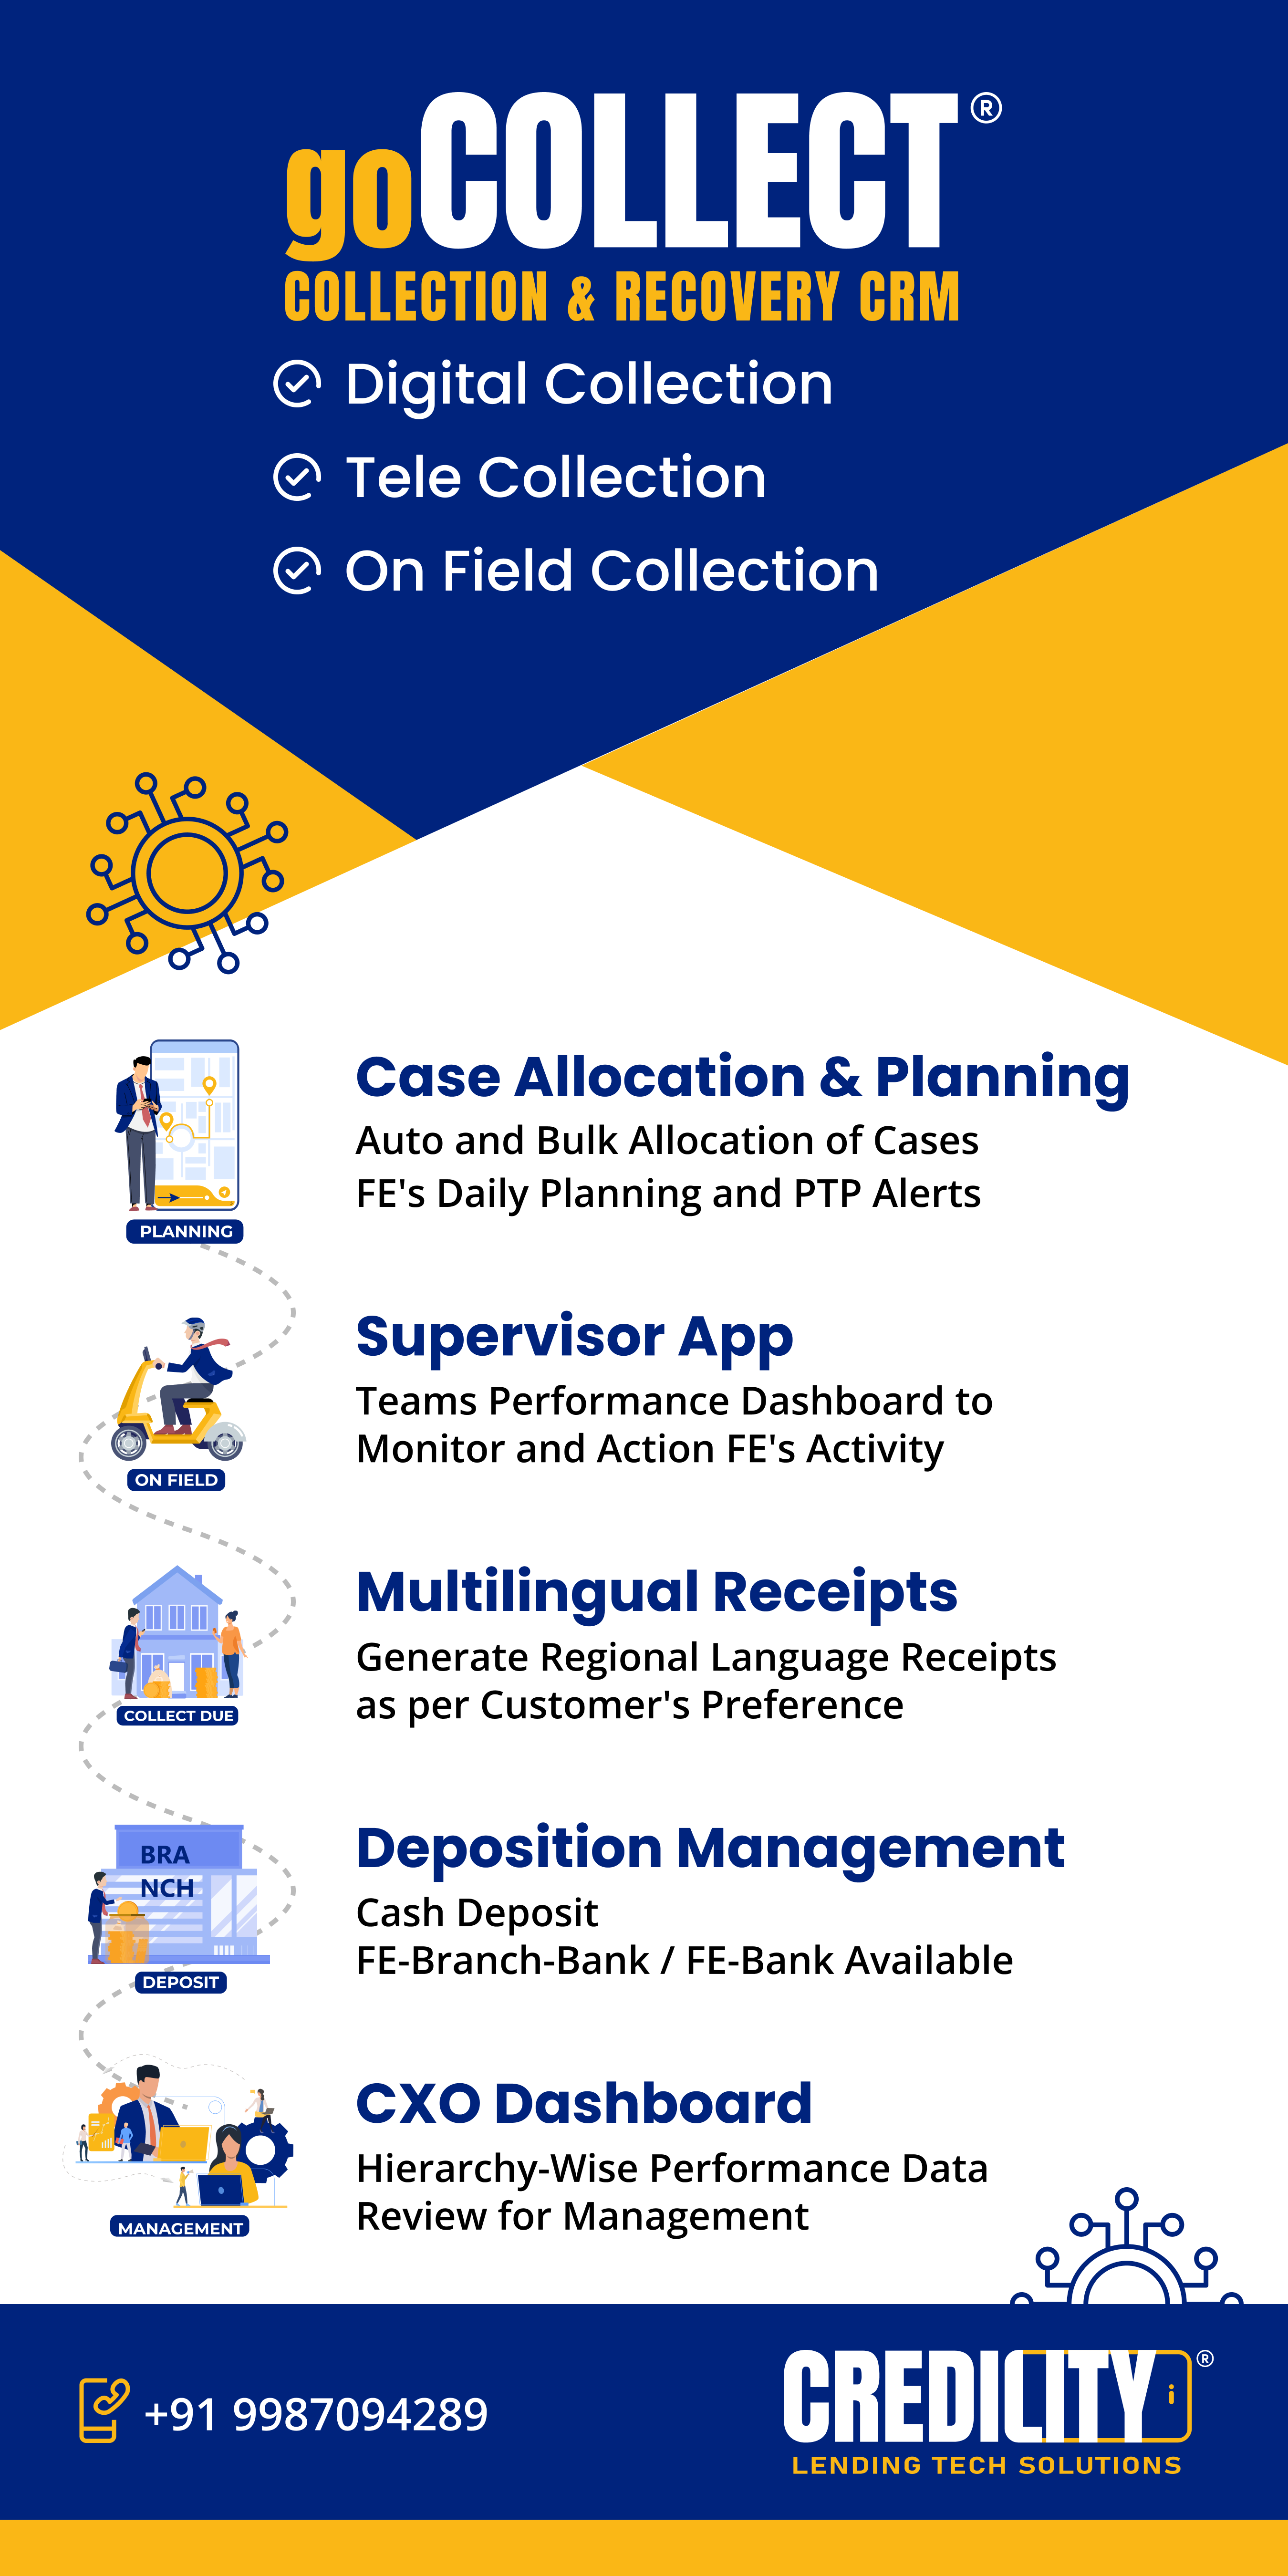 goCOLLECT®
COLLECTION & RECOVERY CRM
Digital Collection
Tele Collection
On Field Collection
PLANNING
Case Allocation & Planning
Auto and Bulk Allocation of Cases
FE's Daily Planning and PTP Alerts
ON FIELD
Supervisor App
Teams Performance Dashboard to
Monitor and Action FE's Activity
COLLECT DUE
Multilingual Receipts
Generate Regional Language Receipts
as per Customer's Preference
BRA
NCH
DEPOSIT
Deposition Management
Cash Deposit
FE-Branch-Bank / FE-Bank Available
MANAGEMENT
CXO Dashboard
Hierarchy-Wise Performance Data
Review for Management
+91 9987094289
CREDILITY®
LENDING TECH SOLUTIONS